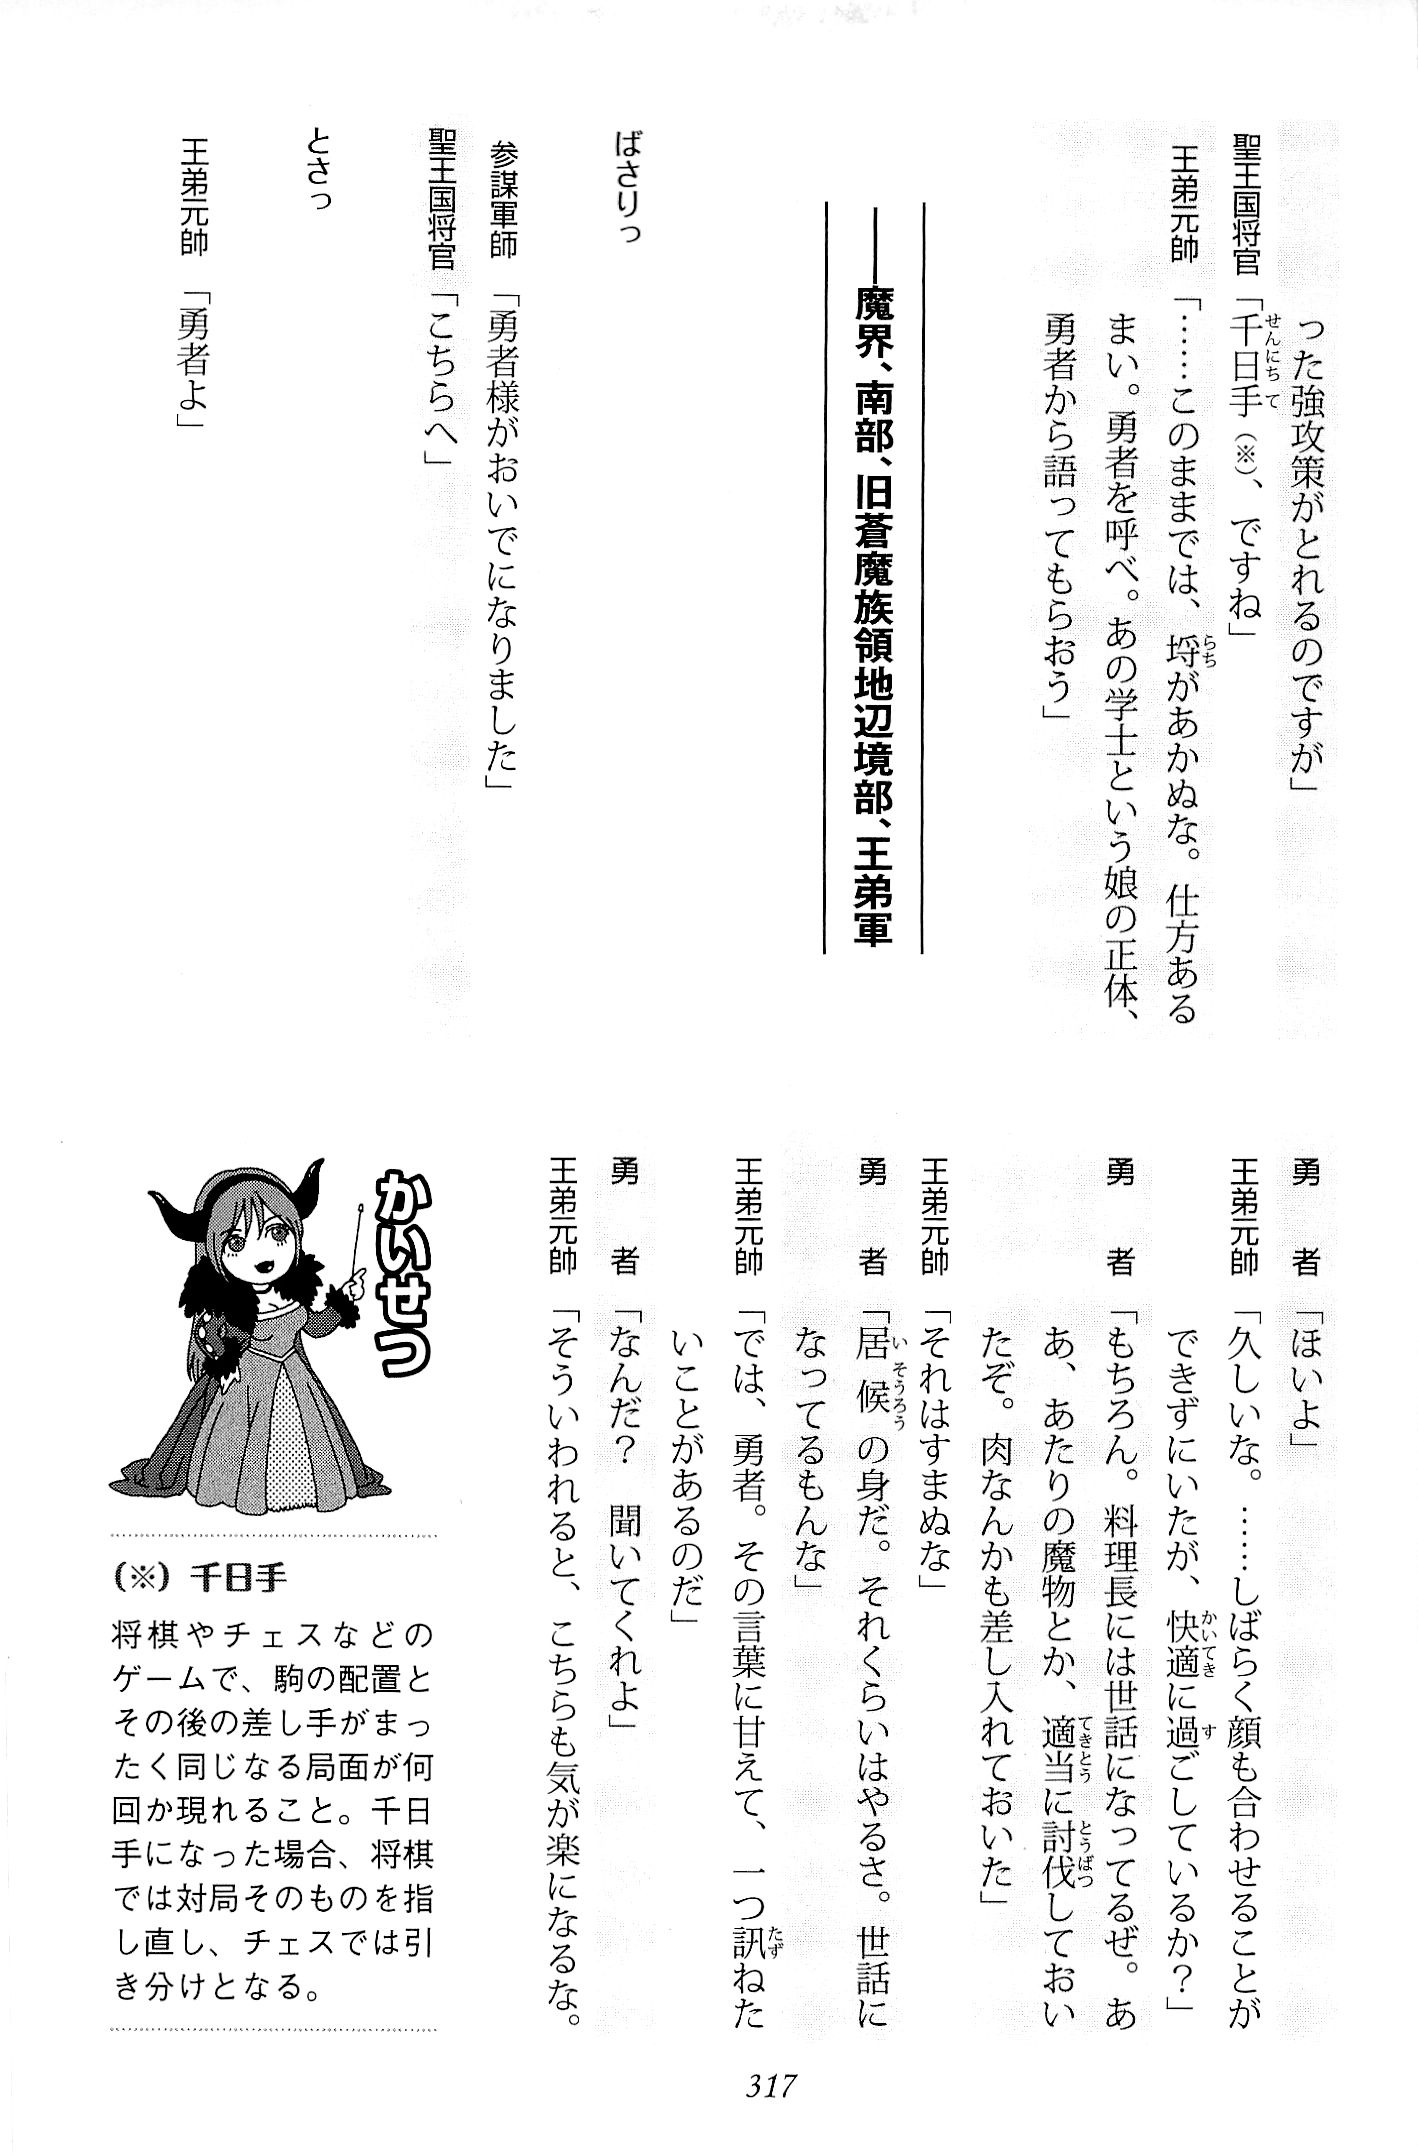 った強攻策がとれるのですが」
聖王国将官「千日手（※）、ですね」
王弟元帥「……このままでは、埒があかぬな。仕方ある
まい。勇者を呼べ。あの学士という娘の正体、
勇者から語ってもらおう」
――魔界、南部、旧蒼魔族領地辺境部、王弟軍
ばさりっ
参謀軍師「勇者様がおいでになりました」
聖王国将官「こちらへ」
とさっ
王弟元帥「勇者よ」
勇者「ほいよ」
王弟元帥「久しいな。……しばらく顔も合わせることが
できずにいたが、快適に過ごしているか？」
勇者「もちろん。料理長には世話になってるぜ。あ
あ、あたりの魔物とか、適当に討伐しておい
たぞ。肉なんかも差し入れておいた」
王弟元帥「それはすまぬな」
勇者「居候の身だ。それくらいはやるさ。世話に
なってるもんな」
王弟元帥「では、勇者。その言葉に甘えて、一つ訊ねた
いことがあるのだ」
勇者「なんだ？　聞いてくれよ」
王弟元帥「そういわれると、こちらも気が楽になるな。
かいせつ
（※）千日手
将棋やチェスなどの
ゲームで、駒の配置と
その後の差し手がまっ
たく同じなる局面が何
回か現れること。千日
手になった場合、将棋
では対局そのものを指
し直し、チェスでは引
き分けとなる。
317